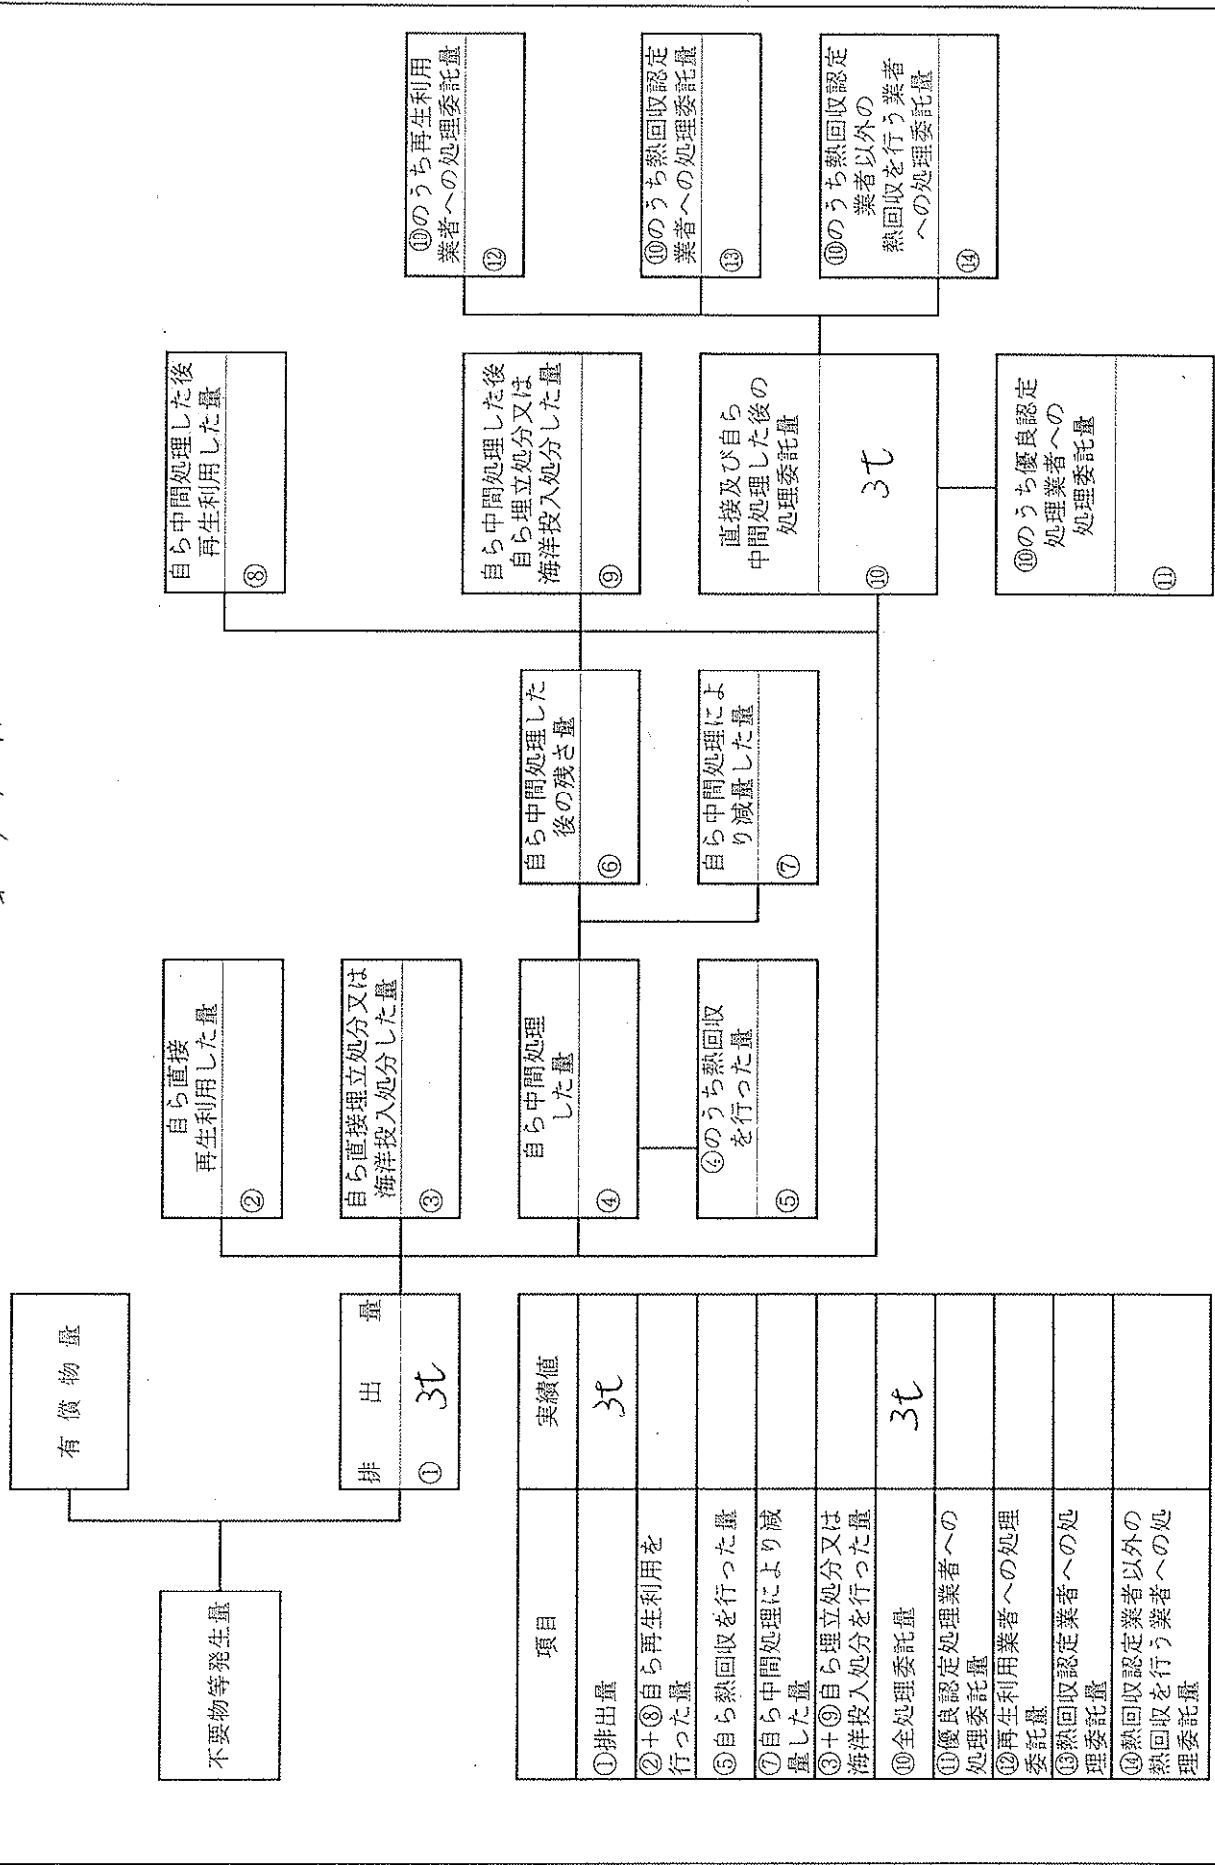 不要物等発生量
有償物量
排出量
① 3t
自ら直接
再生利用した量
②
自ら直接埋立処分又は
海洋投入処分した量
③
自ら中間処理
した量
④
④のうち熱回収
を行った量
⑤
自ら中間処理した
後の残さ量
⑥
自ら中間処理によ
り減量した量
⑦
自ら中間処理した後
再生利用した量
⑧
自ら中間処理した後
自ら埋立処分又は
海洋投入処分した量
⑨
直接及び自ら
中間処理した後の
処理委託量
⑩ 3t
⑩のうち優良認定
処理業者への
処理委託量
⑪
⑩のうち再生利用
業者への処理委託量
⑫
⑩のうち熱回収認定
業者への処理委託量
⑬
⑩のうち熱回収認定
業者以外の
熱回収を行う業者
への処理委託量
⑭
項目 実績値
①排出量 3t
②+⑧自ら再生利用を
行った量
⑤自ら熱回収を行った量
⑦自ら中間処理により減
量した量
③+⑨自ら埋立処分又は
海洋投入処分を行った量
⑩全処理委託量 3t
⑪優良認定処理業者への
処理委託量
⑫再生利用業者への処理
委託量
⑬熱回収認定業者への処
理委託量
⑭熱回収認定業者以外の
熱回収を行う業者への処
理委託量